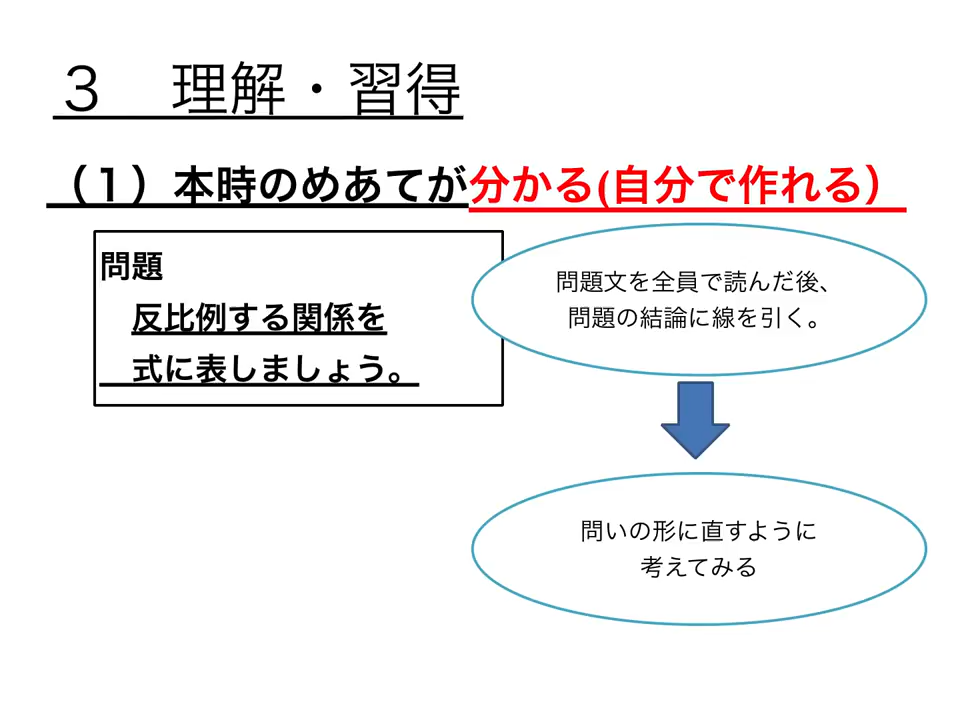 ３　理解・習得
（１）本時のめあてが分かる(自分で作れる）
問題
反比例する関係を
式に表しましょう。
問題文を全員で読んだ後、
問題の結論に線を引く。
問いの形に直すように
考えてみる